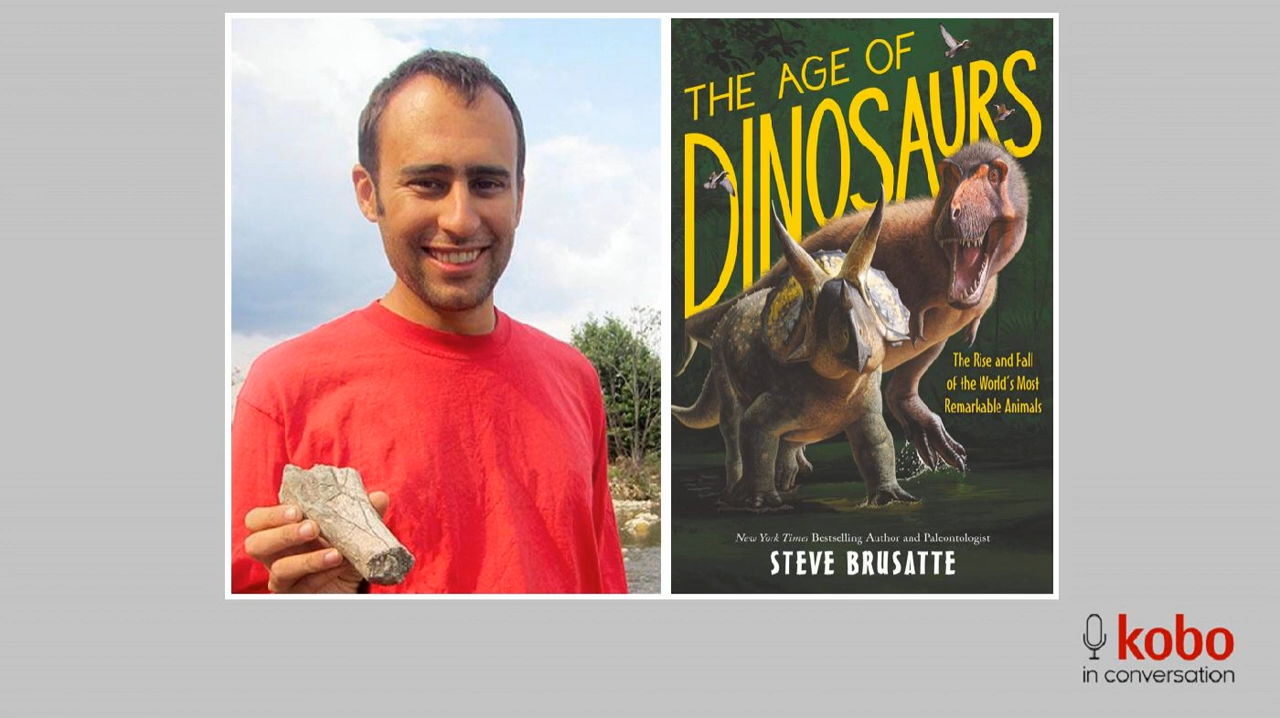 THE AGE OF
DINOSAURS
The Rise and Fall
of the World's Most
Remarkable Animals
New York Times Bestselling Author and Paleontologist
STEVE BRUSATTE
kobo
in conversation